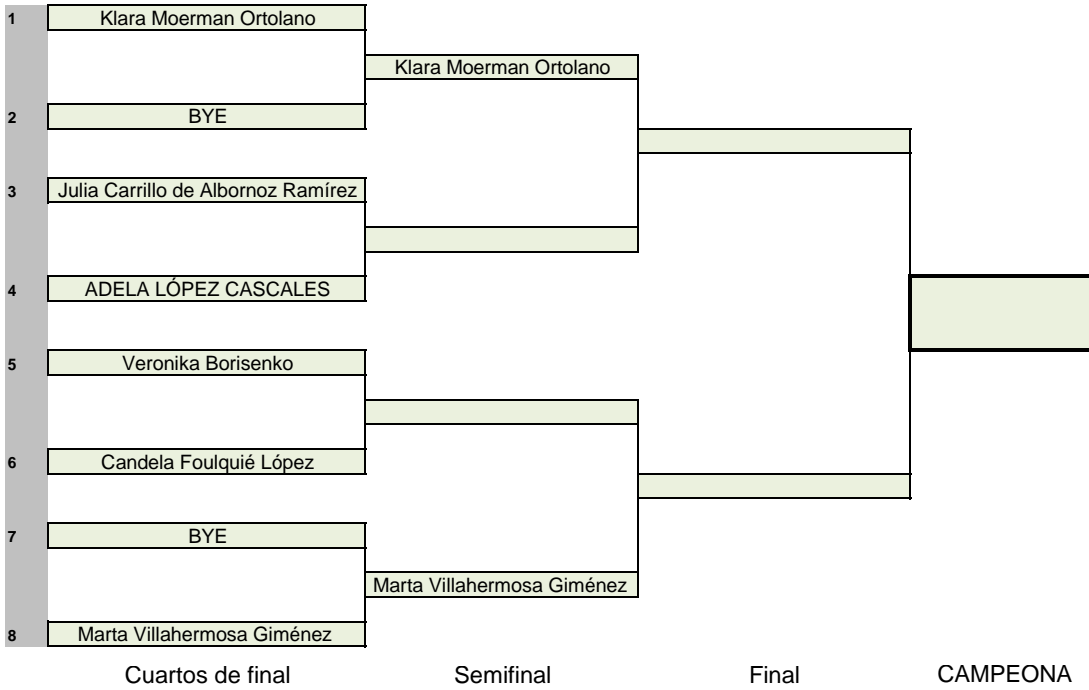 1 Klara Moerman Ortolano
Klara Moerman Ortolano
2 BYE
3 Julia Carrillo de Albornoz Ramírez
4 ADELA LÓPEZ CASCALES
5 Veronika Borisenko
6 Candela Foulquié López
7 BYE
Marta Villahermosa Giménez
8 Marta Villahermosa Giménez
Cuartos de final Semifinal Final CAMPEONA